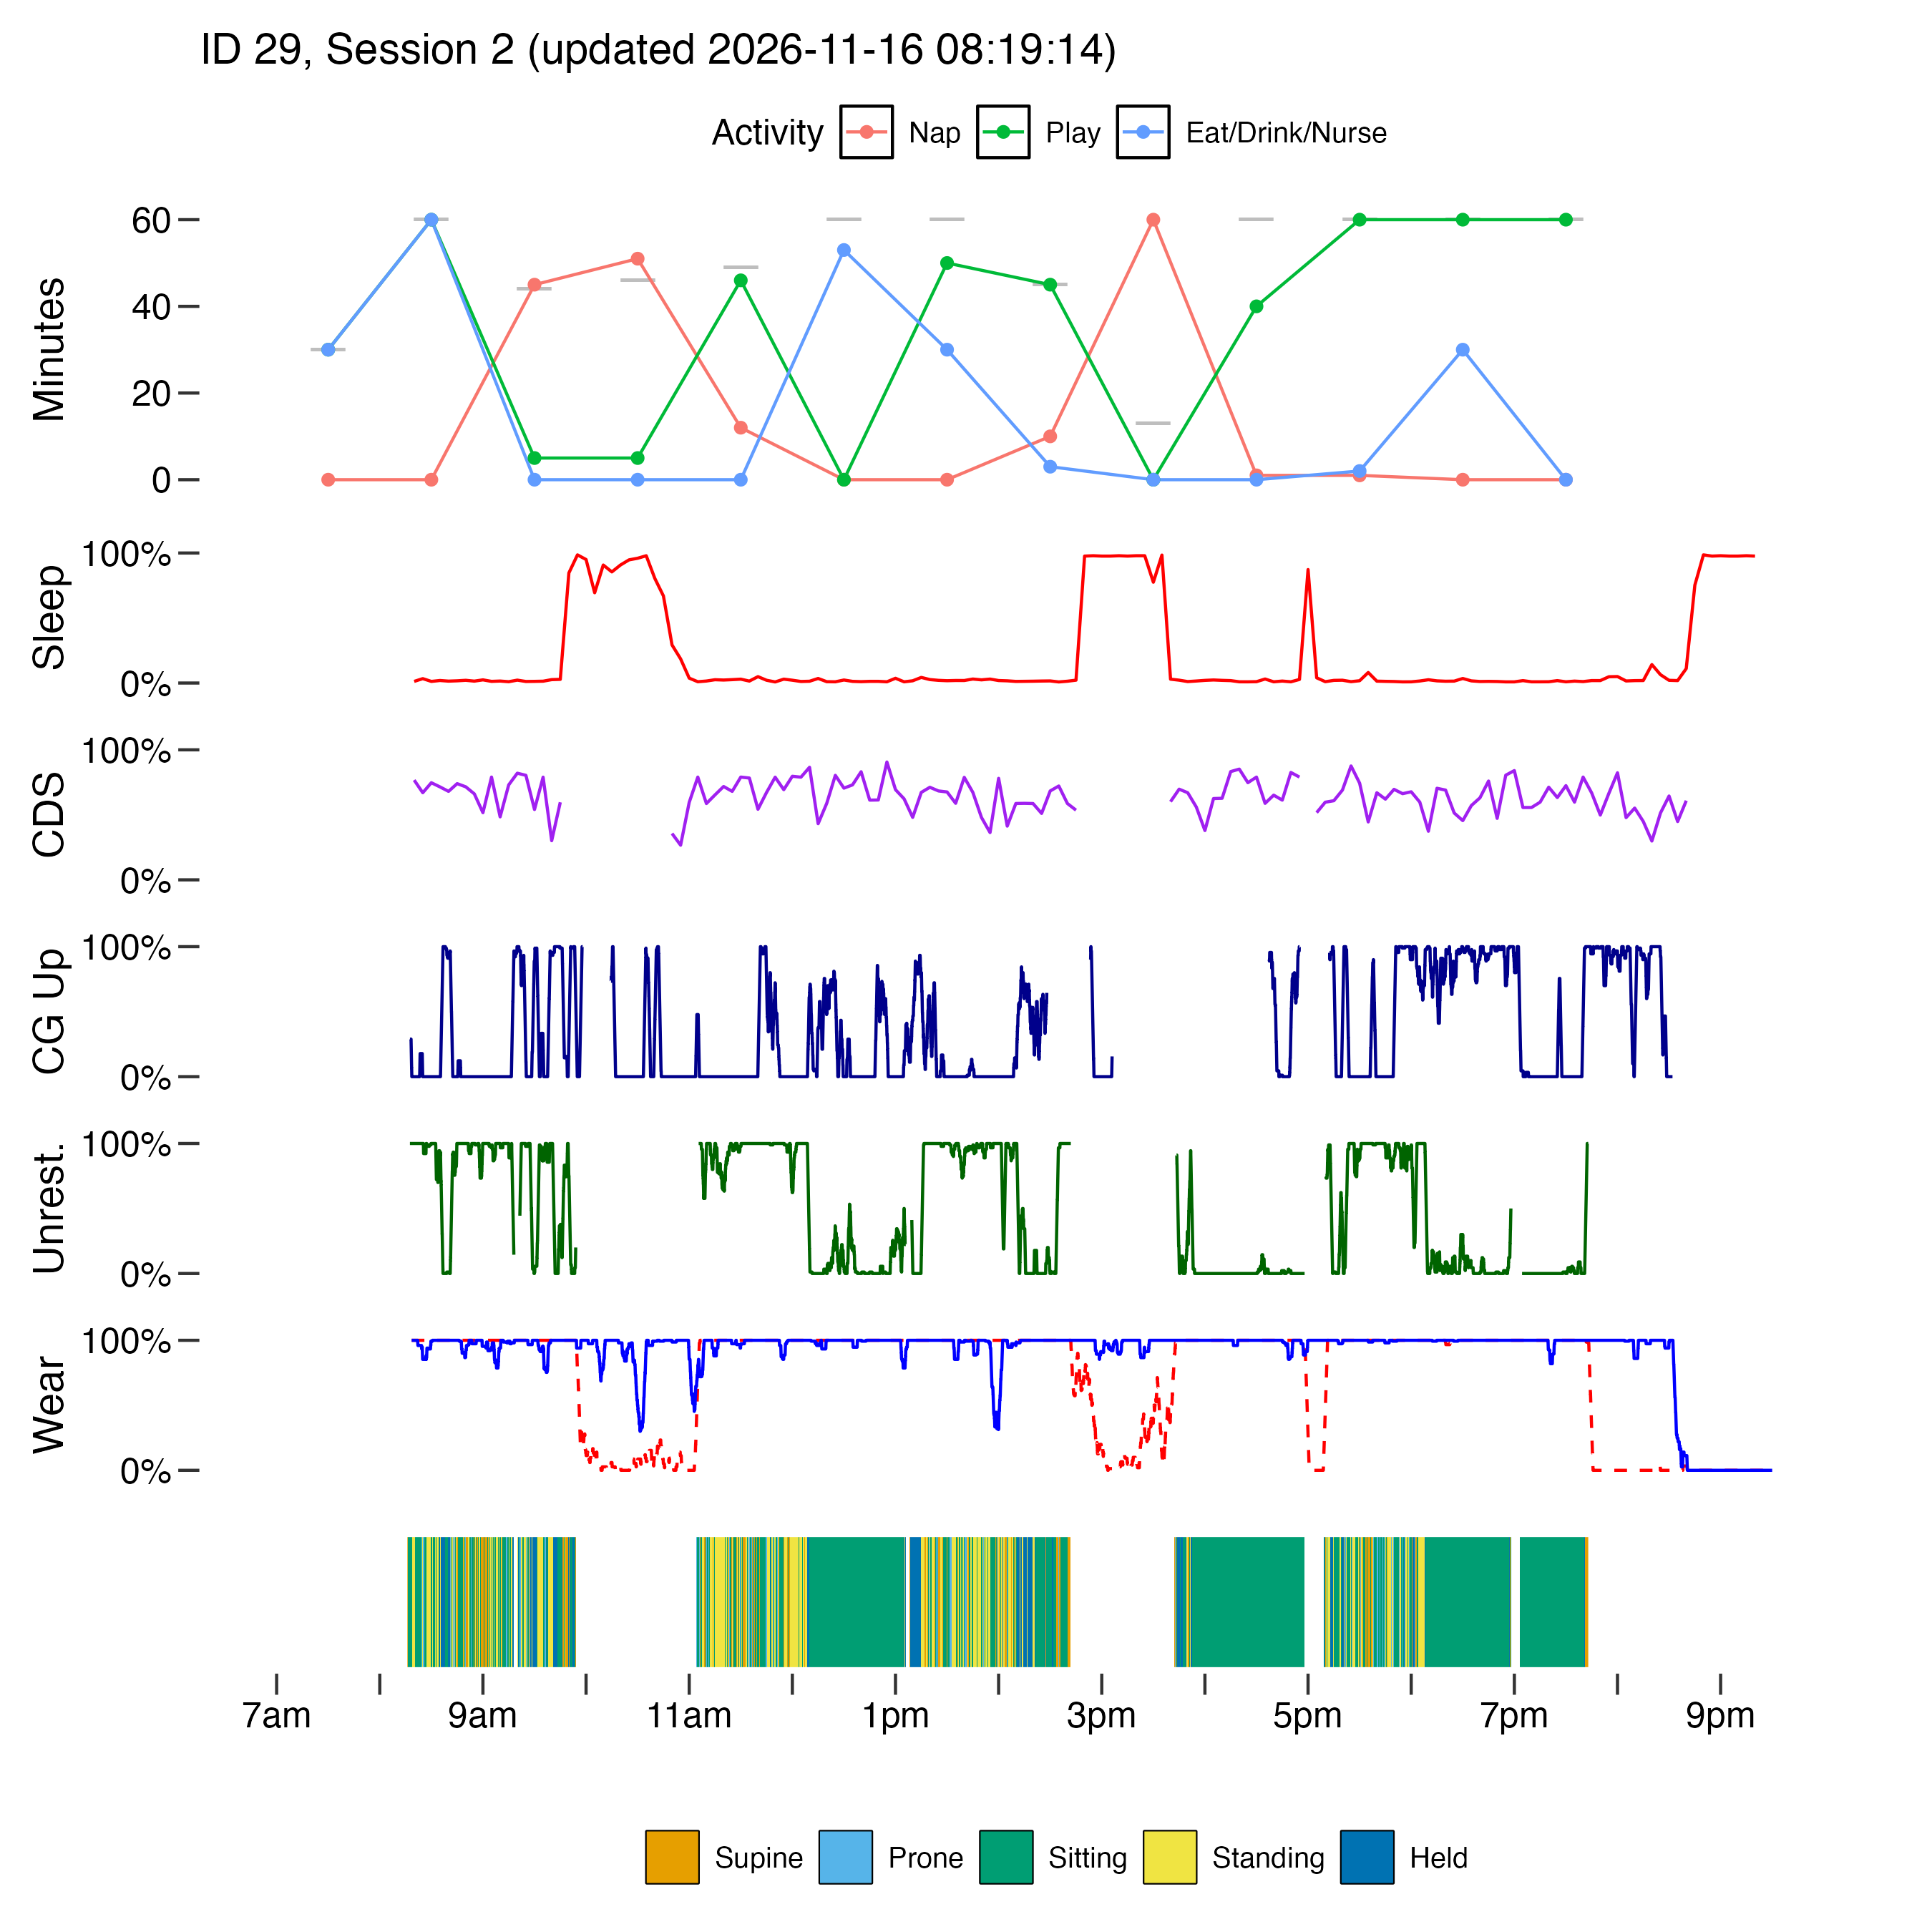 ID 29, Session 2 (updated 2026-11-16 08:19:14)
Activity Nap Play Eat/Drink/Nurse
Minutes
60
40
20
0
Sleep
100%
0%
CDS
100%
0%
CG Up
100%
0%
Unrest.
100%
0%
Wear
100%
0%
7am 9am 11am 1pm 3pm 5pm 7pm 9pm
Supine Prone Sitting Standing Held